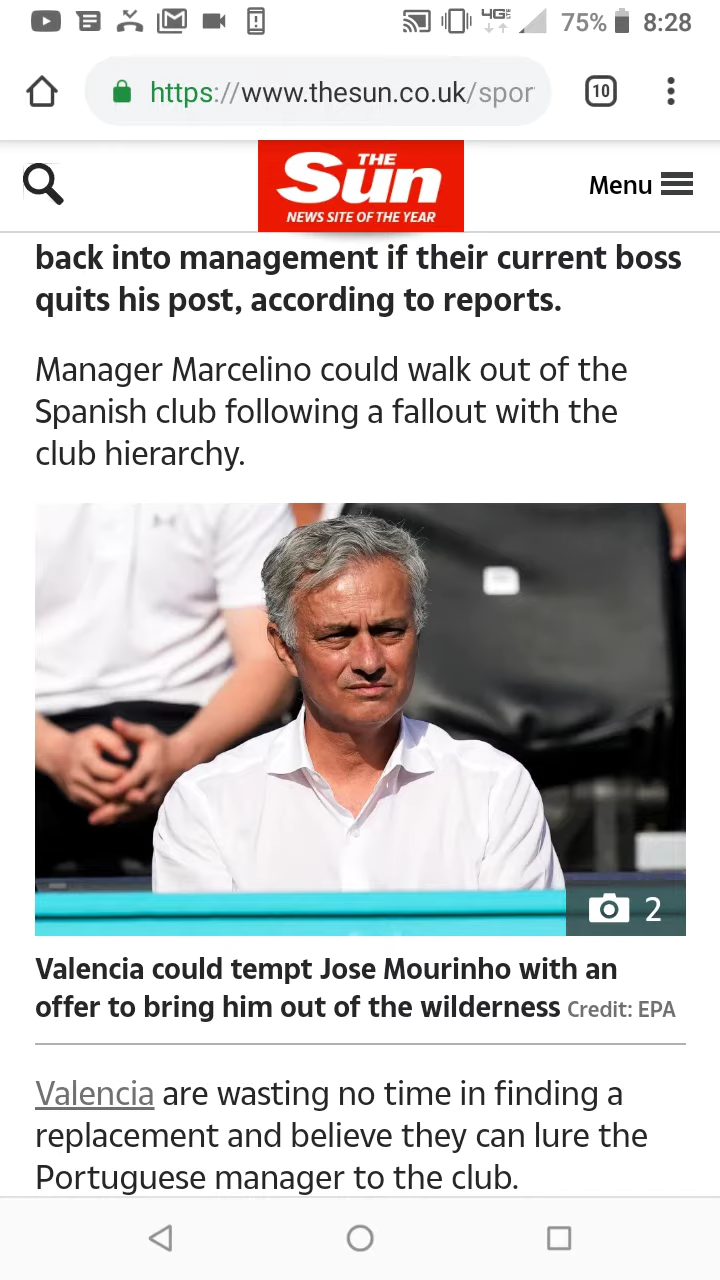 4G
75%
8:28
https://www.thesun.co.uk/spor
10
THE
Sun
NEWS SITE OF THE YEAR
Menu
back into management if their current boss
quits his post, according to reports.
Manager Marcelino could walk out of the
Spanish club following a fallout with the
club hierarchy.
2
Valencia could tempt Jose Mourinho with an
offer to bring him out of the wilderness Credit: EPA
Valencia are wasting no time in finding a
replacement and believe they can lure the
Portuguese manager to the club.